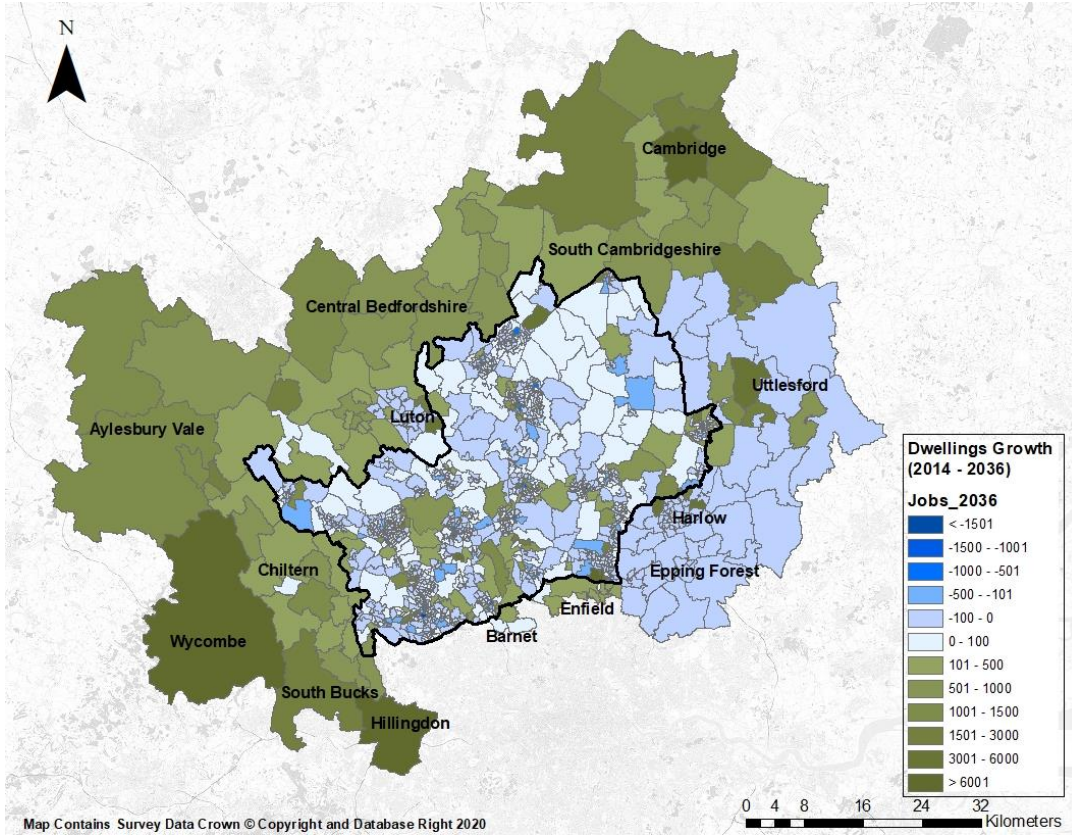 N
Cambridge
South Cambridgeshire
Central Bedfordshire
Uttlesford
Luton
Aylesbury Vale
Dwellings Growth
(2014 - 2036)
Jobs_2036
< -1501
-1500 - -1001
-1000 - -501
-500 - -101
-100 - 0
0 - 100
101 - 500
501 - 1000
1001 - 1500
1501 - 3000
3001 - 6000
> 6001
Harlow
Chiltern
Epping Forest
Enfield
Barnet
Wycombe
South Bucks
Hillingdon
0 4 8 16 24 32
Kilometers
Map Contains Survey Data Crown © Copyright and Database Right 2020